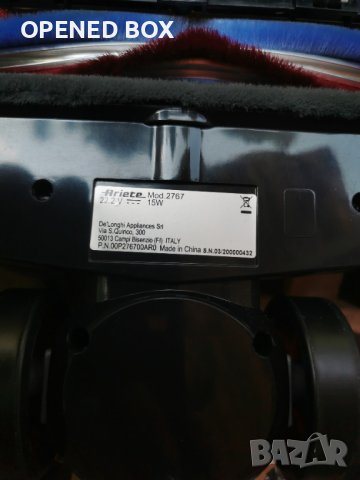 OPENED BOX
Ariete Mod.2767
22.2 V 15W
De'Longhi Appliances Srl
Via S.Quirico, 300
50013 Campi Bisenzio (FI) ITALY
P.N.00P276700AR0 Made in China S.N.03/200000432
BAZAR